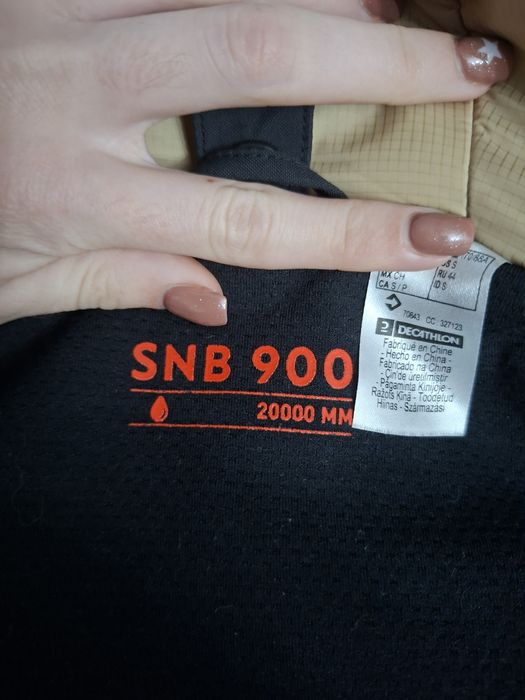 MX CH
CA S / P
RU 44
ID S
70843 CC 327123
DECATHLON
Fabriqué en Chine
- Hecho en China -
Fabricado na China
- Çin'de üretilmiştir
- Pagaminta Kinijoje -
Ražots Ķīnā - Toodetud
Hiinas - Származási
SNB 900
20000 MM